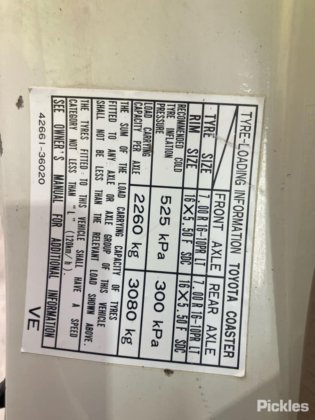 TYRE-LOADING INFORMATION TOYOTA COASTER
FRONT AXLE REAR AXLE
TYRE SIZE 7.00R16-10PR LT 7.00R16-10PR LT
RIM SIZE 16×5.50F SDC 16×5.50F SDC
RECOMMENDED COLD
TYRE INFLATION
PRESSURE
525 kPa 300 kPa
LOAD CARRYING
CAPACITY PER AXLE
2260 kg 3080 kg
THE SUM OF THE LOAD CARRYING CAPACITY OF TYRES
FITTED TO ANY AXLE OR AXLE GROUP OF THIS VEHICLE
SHALL NOT BE LESS THAN THE RELEVANT LOAD SHOWN ABOVE.
THE TYRES FITTED TO THIS VEHICLE SHALL HAVE A SPEED
CATEGORY NOT LESS THAN "L" (120km/h).
SEE OWNER'S MANUAL FOR ADDITIONAL INFORMATION
42661-36020 VE
Pickles